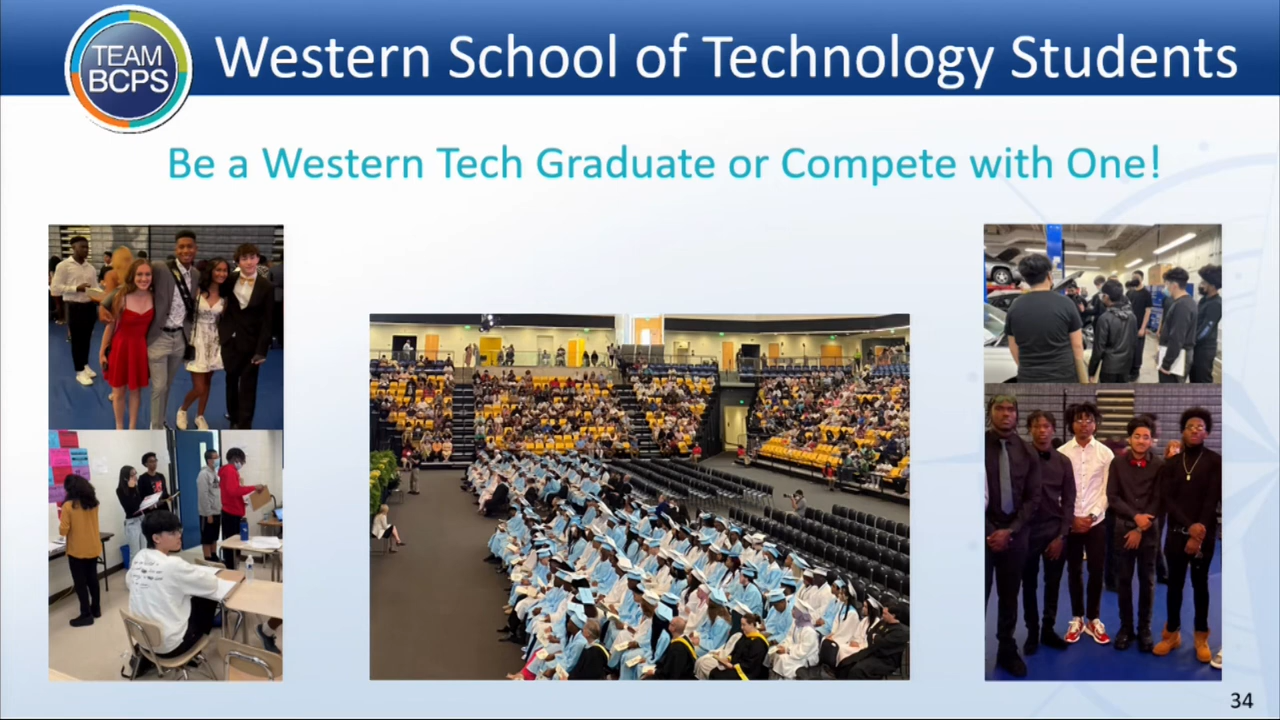 TEAM
BCPS
Western School of Technology Students
Be a Western Tech Graduate or Compete with One!
34